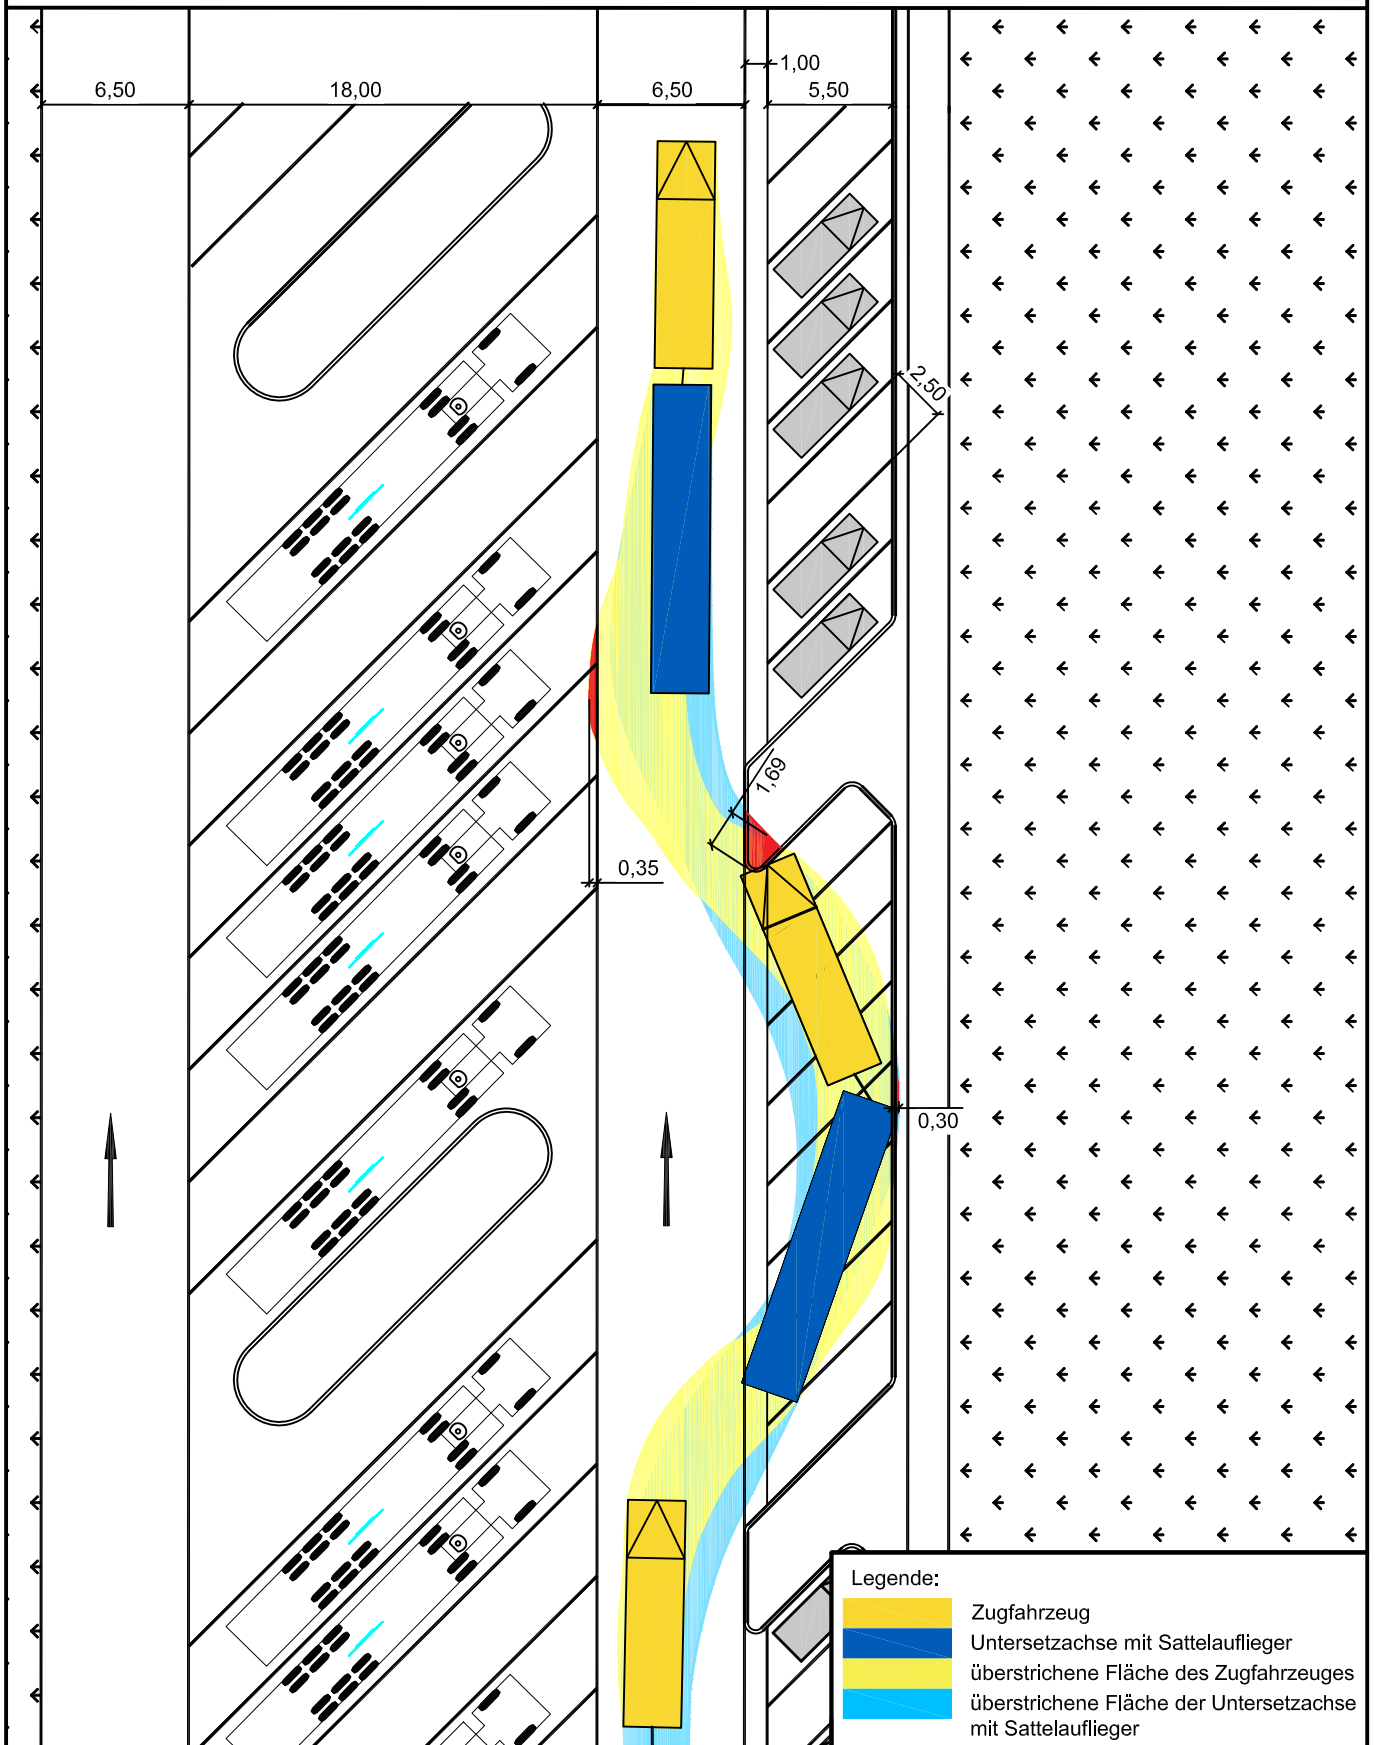 1,00
6,50
18,00
6,50
5,50
2,50
1,69
0,35
0,30
Legende:
Zugfahrzeug
Untersetzachse mit Sattelauflieger
überstrichene Fläche des Zugfahrzeuges
überstrichene Fläche der Untersetzachse
mit Sattelauflieger